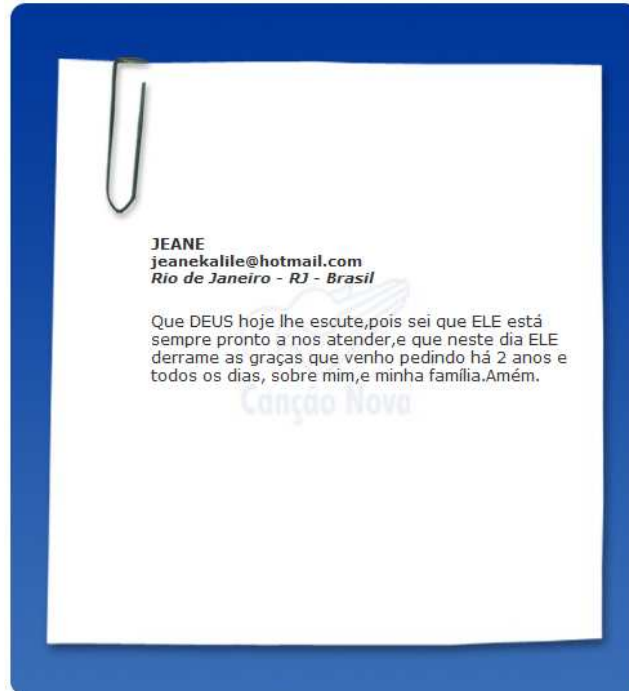 JEANE
jeanekalile@hotmail.com
Rio de Janeiro - RJ - Brasil
Que DEUS hoje lhe escute,pois sei que ELE está
sempre pronto a nos atender,e que neste dia ELE
derrame as graças que venho pedindo há 2 anos e
todos os dias, sobre mim,e minha família.Amém.
Canção Nova